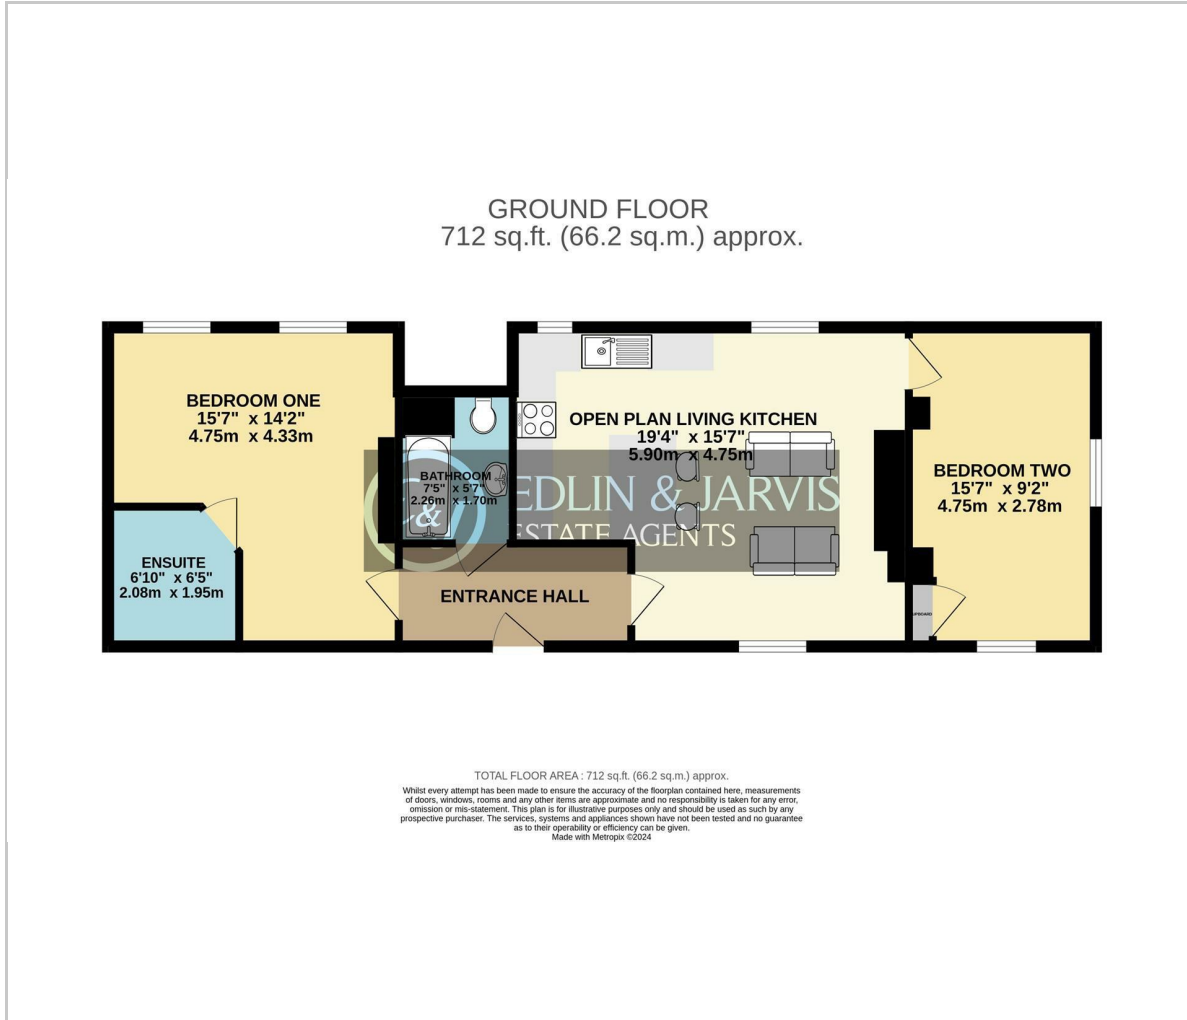 GROUND FLOOR
712 sq.ft. (66.2 sq.m.) approx.
BEDROOM ONE
15'7" x 14'2"
4.75m x 4.33m
OPEN PLAN LIVING KITCHEN
19'4" x 15'7"
5.90m x 4.75m
BEDROOM TWO
15'7" x 9'2"
4.75m x 2.78m
BATHROOM
7'5" x 5'7"
2.26m x 1.70m
&
EDLIN & JARVIS
ESTATE AGENTS
ENSUITE
6'10" x 6'5"
2.08m x 1.95m
ENTRANCE HALL
TOTAL FLOOR AREA : 712 sq.ft. (66.2 sq.m.) approx.
Whilst every attempt has been made to ensure the accuracy of the floorplan contained here, measurements
of doors, windows, rooms and any other items are approximate and no responsibility is taken for any error,
omission or mis-statement. This plan is for illustrative purposes only and should be used as such by any
prospective purchaser. The services, systems and appliances shown have not been tested and no guarantee
as to their operability or efficiency can be given.
Made with Metropix ©2024